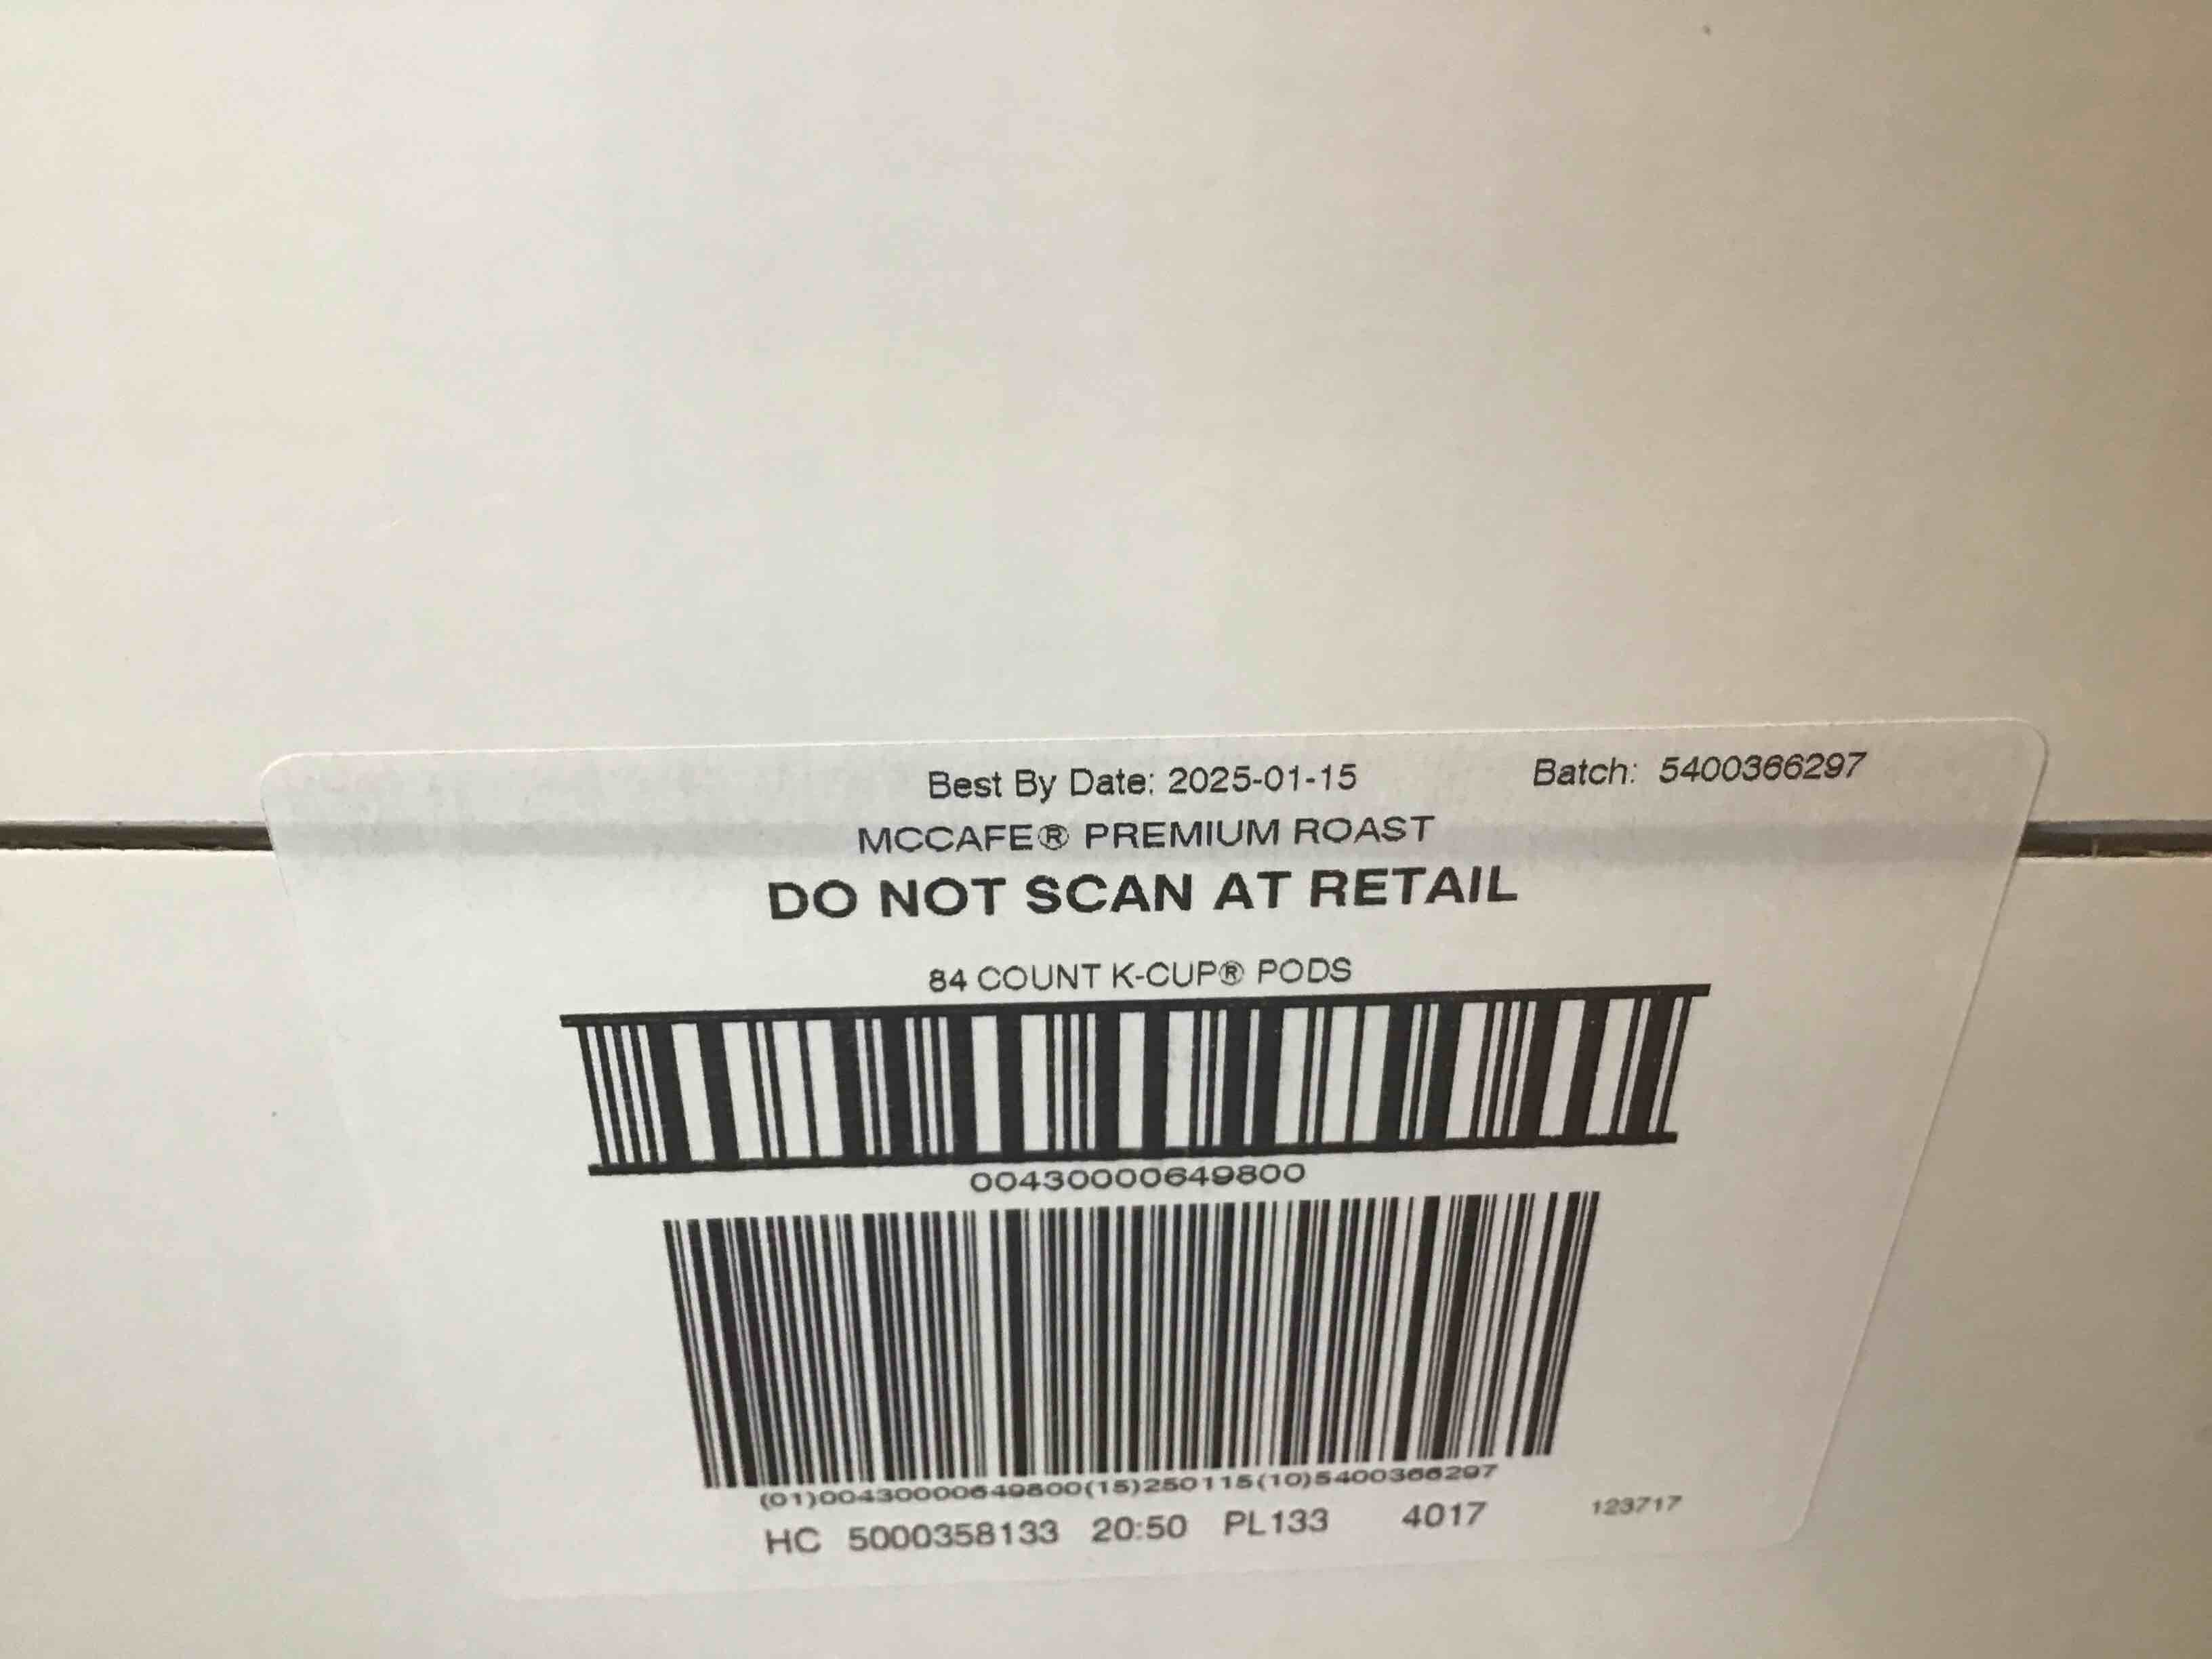 Best By Date: 2025-01-15 Batch: 5400366297
MCCAFE® PREMIUM ROAST
DO NOT SCAN AT RETAIL
84 COUNT K-CUP® PODS
00430000649800
(01)00430000649800(15)250115(10)5400366297
HC 5000358133 20:50 PL133 4017 123717